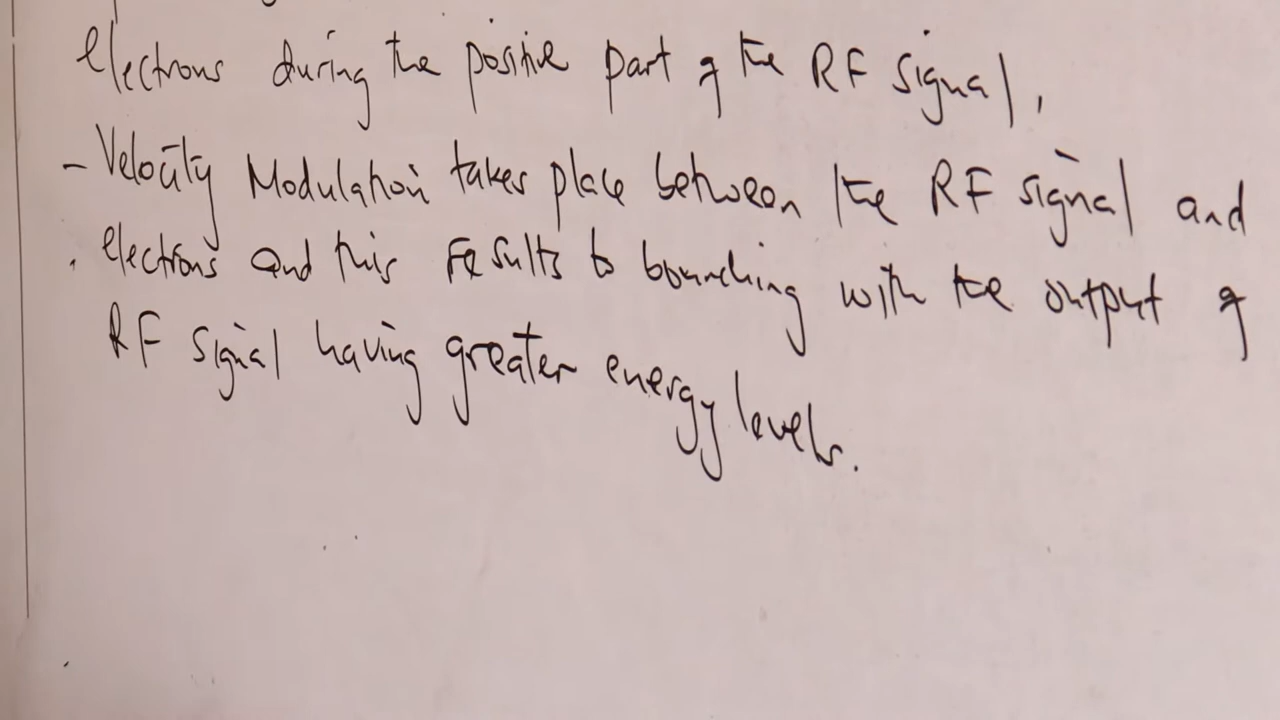 electrons during the positive part of the RF signal.
- Velocity Modulation takes place between the RF signal and
electrons and this results to bounching with the output of
RF signal having greater energy levels.